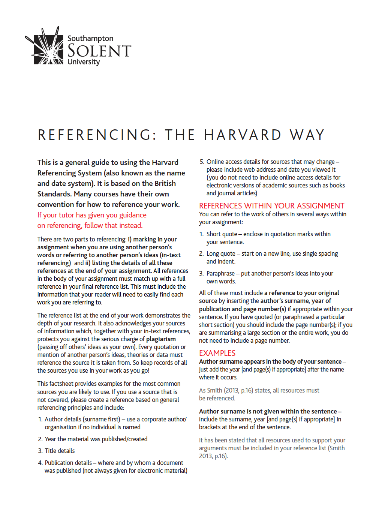 Southampton
SOLENT
University
REFERENCING: THE HARVARD WAY
This is a general guide to using the Harvard
Referencing System (also known as the name
and date system). It is based on the British
Standards. Many courses have their own
convention for how to reference your work.
If your tutor has given you guidance
on referencing, follow that instead.
There are two parts to referencing: i) marking in your
assignment when you are using another person's
words or referring to another person's ideas (in-text
referencing); and ii) listing the details of all these
references at the end of your assignment. All references
in the body of your assignment must match up with a full
reference in your final reference list. This must include the
information that your reader will need to easily find each
work you are referring to.
The reference list at the end of your work demonstrates the
depth of your research. It also acknowledges your sources
of information which, together with your in-text references,
protects you against the serious charge of plagiarism
(passing off others' ideas as your own). Every quotation or
mention of another person's ideas, theories or data must
reference the source it is taken from. So keep records of all
the sources you use in your work as you go!
This factsheet provides examples for the most common
sources you are likely to use. If you use a source that is
not covered, please create a reference based on general
referencing principles and include:
1. Author details (surname first) – use a corporate author/
organisation if no individual is named
2. Year the material was published/created
3. Title details
4. Publication details – where and by whom a document
was published (not always given for electronic material)
5. Online access details for sources that may change –
please include web address and date you viewed it
(you do not need to include online access details for
electronic versions of academic sources such as books
and journal articles).
REFERENCES WITHIN YOUR ASSIGNMENT
You can refer to the work of others in several ways within
your assignment:
1. Short quote – enclose in quotation marks within
your sentence.
2. Long quote – start on a new line, use single spacing
and indent.
3. Paraphrase – put another person's ideas into your
own words.
All of these must include a reference to your original
source by inserting the author's surname, year of
publication and page number(s) if appropriate within your
sentence. If you have quoted (or paraphrased a particular
short section) you should include the page number(s); if you
are summarising a large section or the entire work, you do
not need to include a page number.
EXAMPLES
Author surname appears in the body of your sentence –
just add the year [and page(s) if appropriate] after the name
where it occurs.
As Smith (2013, p.16) states, all resources must
be referenced.
Author surname is not given within the sentence –
include the surname, year [and page(s) if appropriate] in
brackets at the end of the sentence.
It has been stated that all resources used to support your
arguments must be included in your reference list (Smith
2013, p.16).